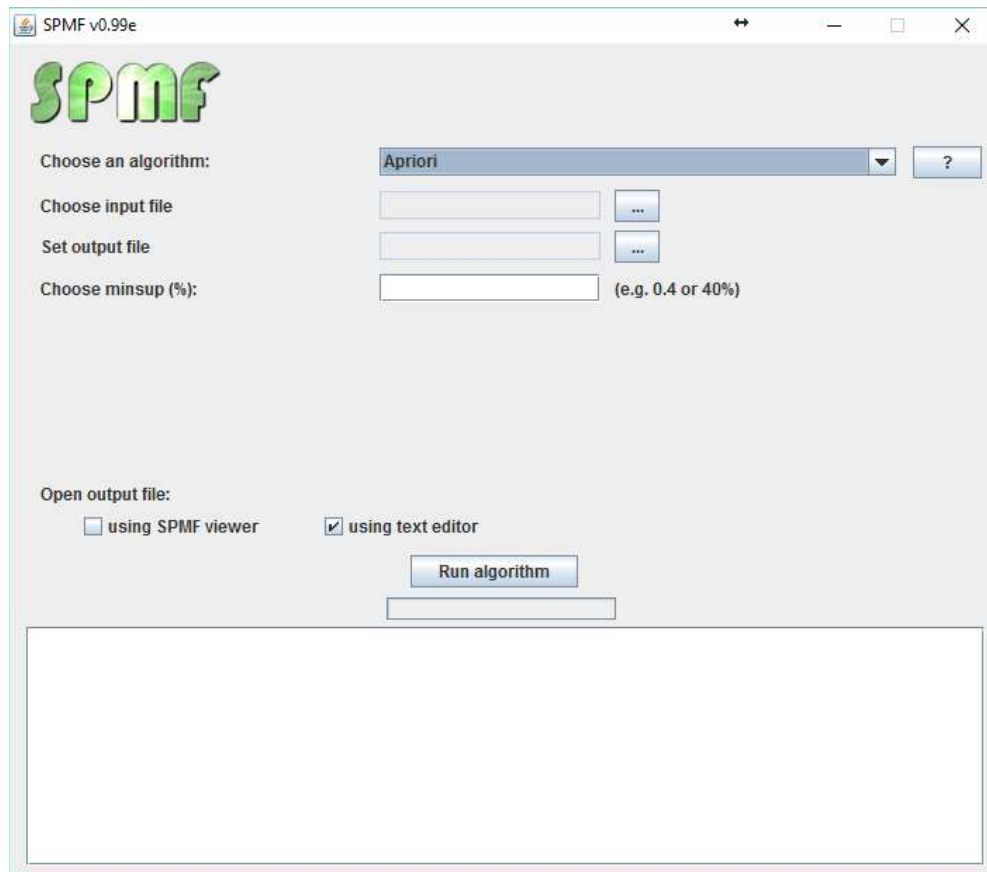 SPMF v0.99e
SPMF
Choose an algorithm: Apriori ?
Choose input file ...
Set output file ...
Choose minsup (%): (e.g. 0.4 or 40%)
Open output file:
using SPMF viewer using text editor
Run algorithm